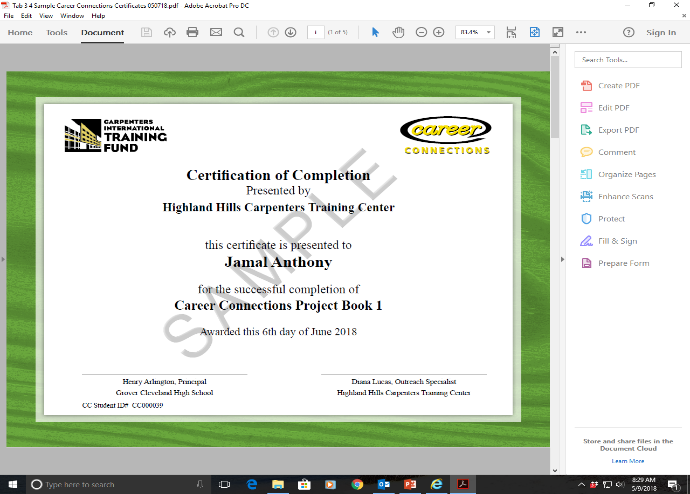 Tab 3 4 Sample Career Connections Certificates 050718.pdf - Adobe Acrobat Pro DC
File Edit View Window Help
Home Tools Document 1 (1 of 5) 83.4% Sign In
Search Tools...
Create PDF
Edit PDF
Export PDF
Comment
Organize Pages
Enhance Scans
Protect
Fill & Sign
Prepare Form
Store and share files in the
Document Cloud
Learn More
CARPENTERS
INTERNATIONAL
TRAINING
FUND
career
CONNECTIONS
Certification of Completion
Presented by
Highland Hills Carpenters Training Center
this certificate is presented to
Jamal Anthony
for the successful completion of
Career Connections Project Book 1
Awarded this 6th day of June 2018
SAMPLE
Henry Arlington, Principal
Grover Cleveland High School
CC Student ID# CC000039
Diana Lucas, Outreach Specialist
Highland Hills Carpenters Training Center
Type here to search
8:29 AM
5/9/2018